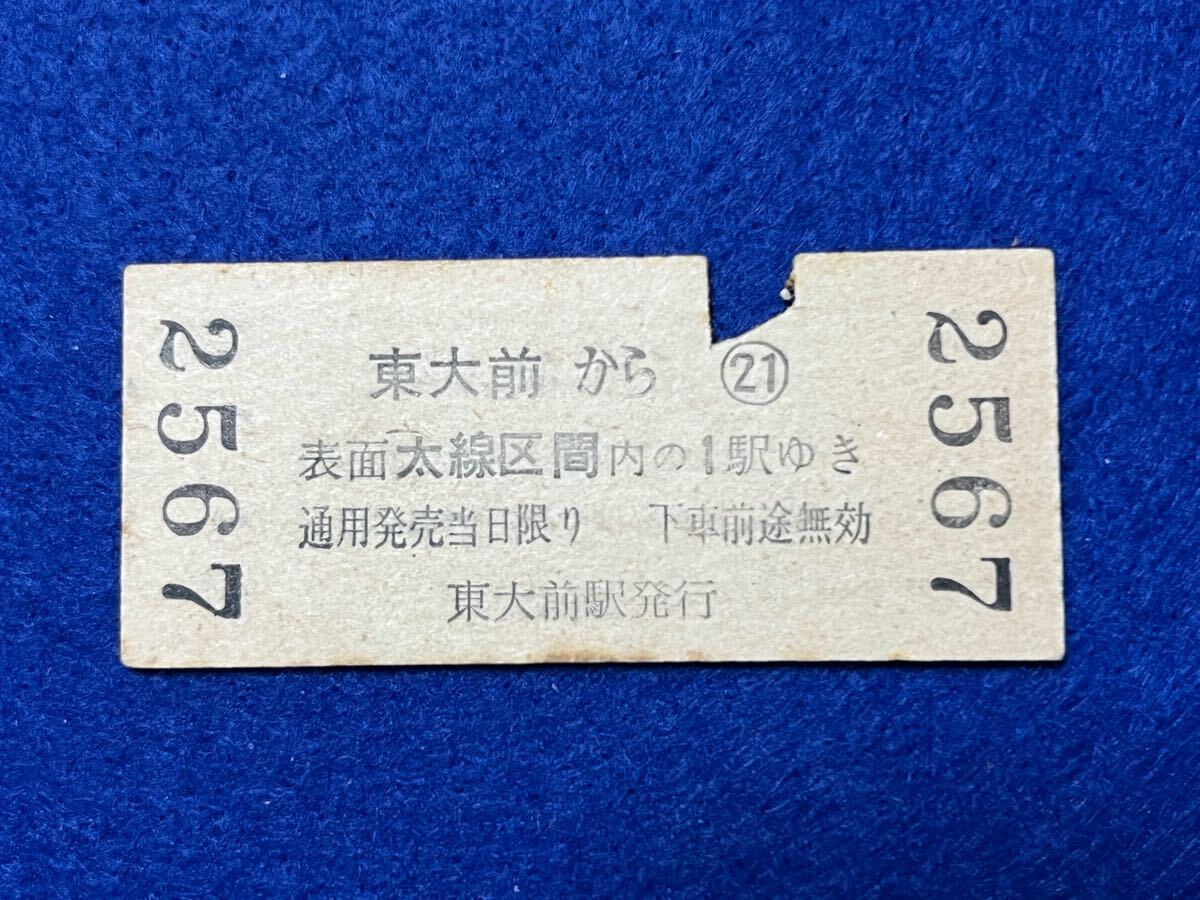 2567
東大前 から ㉑
表面太線区間内の1駅ゆき
通用発売当日限り 下車前途無効
東大前駅発行
2567